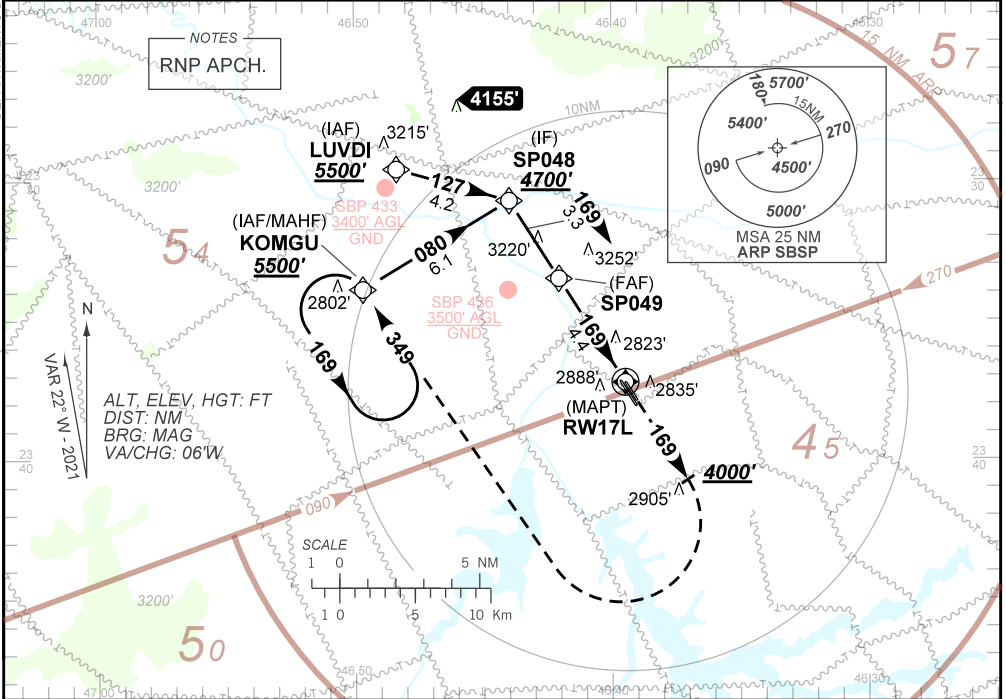 47 00
46 50
46 40
46 30
NOTES
RNP APCH.
3200'
3200'
15 NM ARP
5 7
4155'
10NM
180
5700'
15NM
5400'
270
090
4500'
5000'
MSA 25 NM
ARP SBSP
(IAF)
LUVDI
5500'
3215'
(IF)
SP048
4700'
127
4.2
23
30
23
30
3200'
SBP 433
3400' AGL
GND
(IAF/MAHF)
KOMGU
5500'
5 4
080
6.1
169
3.3
3220'
3252'
(FAF)
SP049
2802'
SBP 436
3500' AGL
GND
270
N
VAR 22° W - 2021
169
349
169
4.4
2823'
2888'
2835'
(MAPT)
RW17L
ALT, ELEV, HGT: FT
DIST: NM
BRG: MAG
VA/CHG: 06'W
169
4 5
23
40
23
40
4000'
2905'
090
SCALE
1 0 5 NM
1 0 5 10 Km
3200'
5 0
47 00
46 50
46 40
46 30